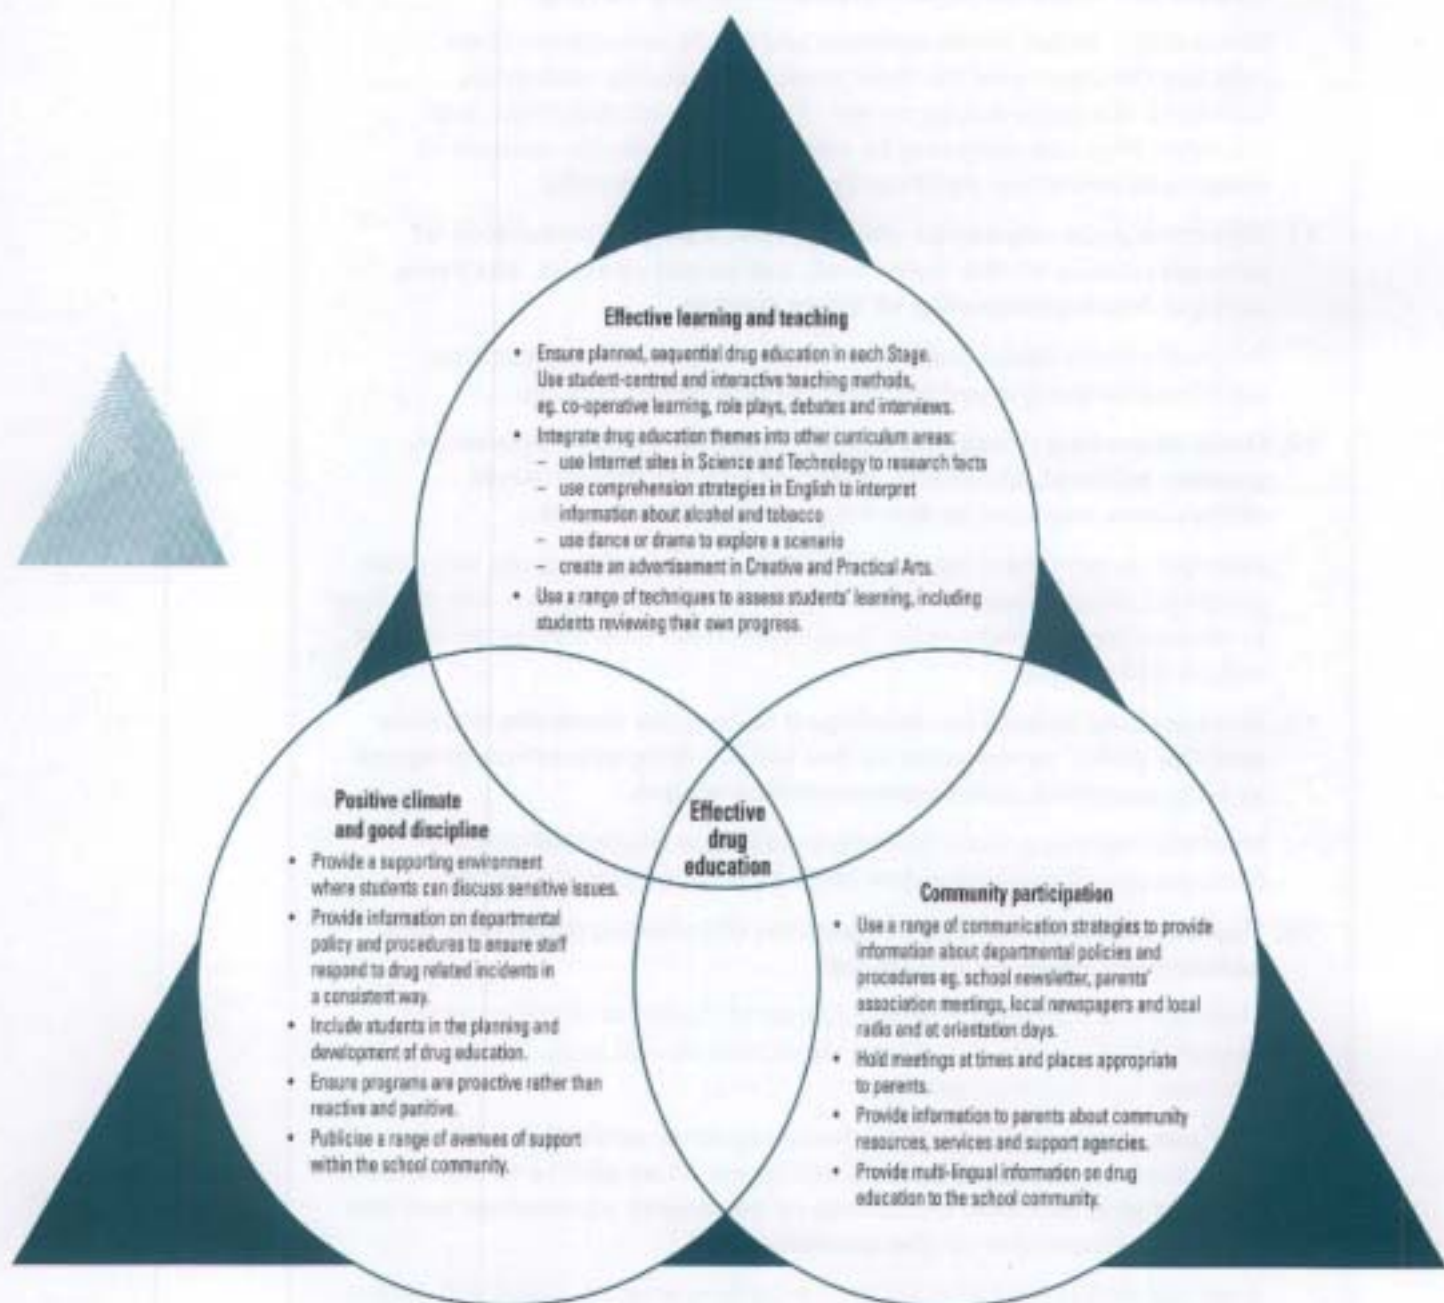 Effective learning and teaching
• Ensure planned, sequential drug education in each Stage.
Use student-centred and interactive teaching methods,
eg. co-operative learning, role plays, debates and interviews.
• Integrate drug education themes into other curriculum areas:
– use Internet sites in Science and Technology to research facts
– use comprehension strategies in English to interpret
information about alcohol and tobacco
– use dance or drama to explore a scenario
– create an advertisement in Creative and Practical Arts.
• Use a range of techniques to assess students' learning, including
students reviewing their own progress.
Positive climate
and good discipline
• Provide a supporting environment
where students can discuss sensitive issues.
• Provide information on departmental
policy and procedures to ensure staff
respond to drug related incidents in
a consistent way.
• Include students in the planning and
development of drug education.
• Ensure programs are proactive rather than
reactive and punitive.
• Publicise a range of avenues of support
within the school community.
Effective
drug
education
Community participation
• Use a range of communication strategies to provide
information about departmental policies and
procedures eg. school newsletter, parents'
association meetings, local newspapers and local
radio and at orientation days.
• Hold meetings at times and places appropriate
to parents.
• Provide information to parents about community
resources, services and support agencies.
• Provide multi-lingual information on drug
education to the school community.